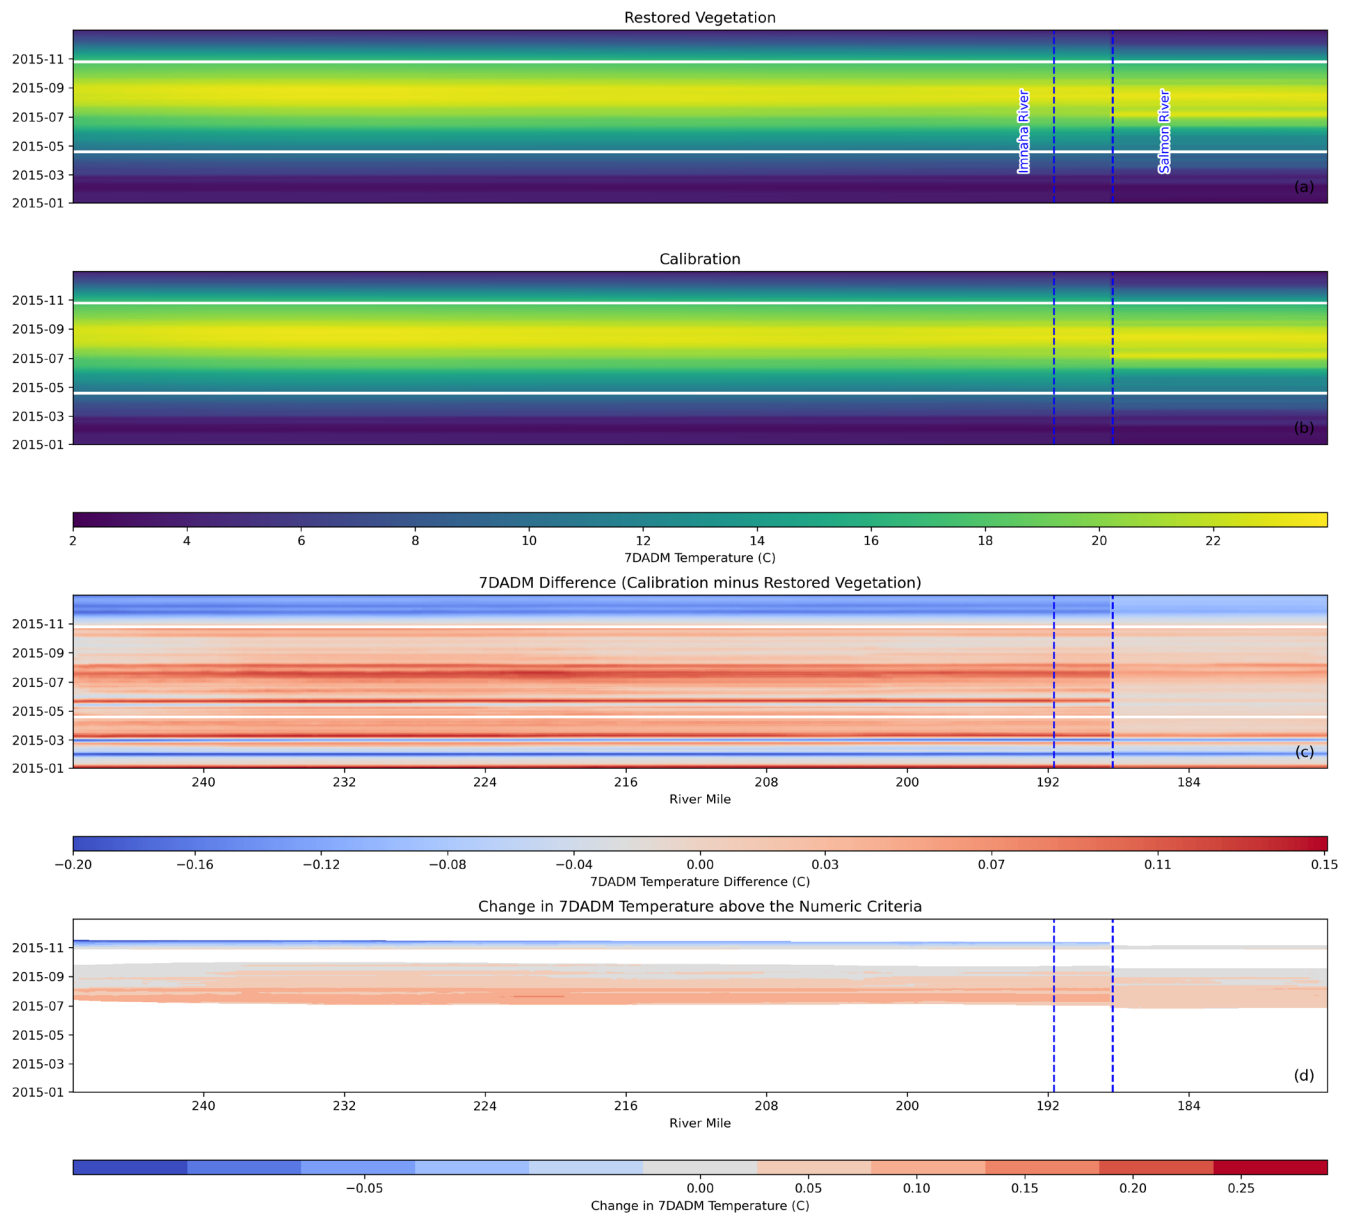 Restored Vegetation
2015-11
2015-09
2015-07
2015-05
2015-03
2015-01
Imnaha River
Salmon River
(a)
Calibration
2015-11
2015-09
2015-07
2015-05
2015-03
2015-01
(b)
2 4 6 8 10 12 14 16 18 20 22
7DADM Temperature (C)
7DADM Difference (Calibration minus Restored Vegetation)
2015-11
2015-09
2015-07
2015-05
2015-03
2015-01
(c)
240 232 224 216 208 200 192 184
River Mile
−0.20 −0.16 −0.12 −0.08 −0.04 0.00 0.03 0.07 0.11 0.15
7DADM Temperature Difference (C)
Change in 7DADM Temperature above the Numeric Criteria
2015-11
2015-09
2015-07
2015-05
2015-03
2015-01
(d)
240 232 224 216 208 200 192 184
River Mile
−0.05 0.00 0.05 0.10 0.15 0.20 0.25
Change in 7DADM Temperature (C)